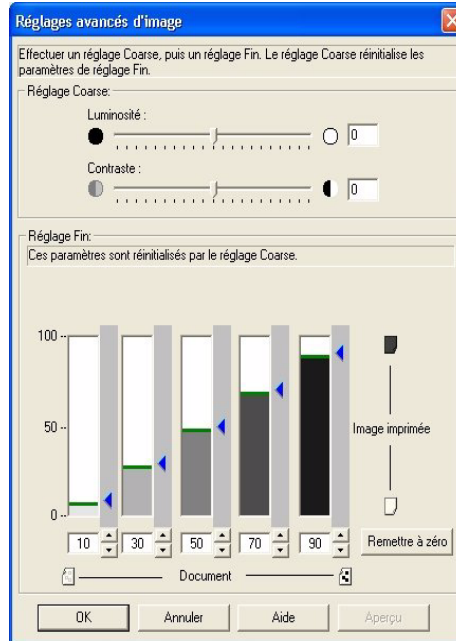 Réglages avancés d'image
Effectuer un réglage Coarse, puis un réglage Fin. Le réglage Coarse réinitialise les
paramètres de réglage Fin.
Réglage Coarse:
Luminosité :
0
Contraste :
0
Réglage Fin:
Ces paramètres sont réinitialisés par le réglage Coarse.
100 --
50 --
0 --
Image imprimée
10 30 50 70 90 Remettre à zéro
Document
OK Annuler Aide Aperçu